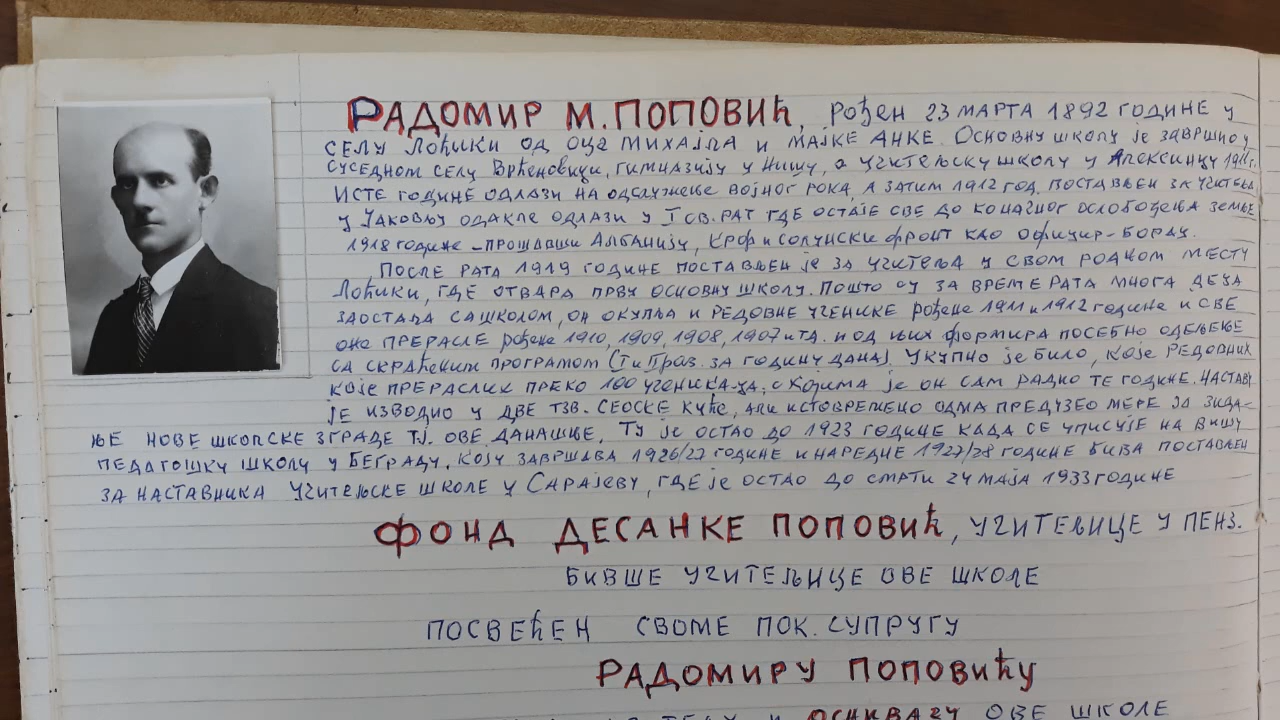 РАДОМИР М. ПОПОВИЋ, РОЂЕН 23 МАРТА 1892 ГОДИНЕ У
СЕЛУ ЛОЋИКИ ОД ОЦА МИХАЈЛА И МАЈКЕ АНКЕ. ОСНОВНУ ШКОЛУ ЈЕ ЗАВРШИО У
СУСЕДНОМ СЕЛУ ВРЋЕНОВИЦИ, ГИМНАЗИЈУ У НИШУ, А УЧИТЕЉСКУ ШКОЛУ У АЛЕКСИНЦУ 1911 Г.
ИСТЕ ГОДИНЕ ОДЛАЗИ НА ОДСЛУЖЕЊЕ ВОЈНОГ РОКА, А ЗАТИМ 1912 ГОД. ПОСТАВЉЕН ЗА УЧИТЕЉА
У ЈАКОВЉУ ОДАКЛЕ ОДЛАЗИ У I СВ. РАТ ГДЕ ОСТАЈЕ СВЕ ДО КОНАЧНОГ ОСЛОБОЂЕЊА ЗЕМЉЕ
1918 ГОДИНЕ – ПРОШАВШИ АЛБАНИЈУ, КРФ И СОЛУНСКИ ФРОНТ КАО ОФИЦИР-БОРАЦ.
ПОСЛЕ РАТА 1919 ГОДИНЕ ПОСТАВЉЕН ЈЕ ЗА УЧИТЕЉА У СВОМ РОДНОМ МЕСТУ
ЛОЋИКИ, ГДЕ ОТВАРА ПРВУ ОСНОВНУ ШКОЛУ. ПОШТО СУ ЗА ВРЕМЕ РАТА МНОГА ДЕЦА
ЗАОСТАЛА СА ШКОЛОМ, ОН ОКУПЉА И РЕДОВНЕ УЧЕНИКЕ РОЂЕНЕ 1911 И 1912 ГОДИНЕ И СВЕ
ОНЕ ПРЕРАСЛЕ РОЂЕНЕ 1910, 1909, 1908, 1907 И ТД. И ОД ЊИХ ФОРМИРА ПОСЕБНО ОДЕЉЕЊЕ
СА СКРАЋЕНИМ ПРОГРАМОМ (I И II РАЗ. ЗА ГОДИНУ ДАНА). УКУПНО ЈЕ БИЛО, КОЈЕ РЕДОВНИХ
КОЈЕ ПРЕРАСЛИХ ПРЕКО 100 УЧЕНИКА-ЦА, С КОЈИМА ЈЕ ОН САМ РАДИО ТЕ ГОДИНЕ. НАСТАВУ
ЈЕ ИЗВОДИО У ДВЕ ТЗВ. СЕОСКЕ КУЋЕ, АЛИ ИСТОВРЕМЕНО ОДМА ПРЕДУЗЕО МЕРЕ ЗА ЗИДА-
ЊЕ НОВЕ ШКОЛСКЕ ЗГРАДЕ ТЈ. ОВЕ ДАНАШЊЕ. ТУ ЈЕ ОСТАО ДО 1923 ГОДИНЕ КАДА СЕ УПИСУЈЕ НА ВИШУ
ПЕДАГОШКУ ШКОЛУ У БЕГРАДУ, КОЈУ ЗАВРШАВА 1926/27 ГОДИНЕ И НАРЕДНЕ 1927/28 ГОДИНЕ БИВА ПОСТАВЉЕН
ЗА НАСТАВНИКА УЧИТЕЉСКЕ ШКОЛЕ У САРАЈЕВУ, ГДЕ ЈЕ ОСТАО ДО СМРТИ 24 МАЈА 1933 ГОДИНЕ
ФОНД ДЕСАНКЕ ПОПОВИЋ, УЧИТЕЉИЦЕ У ПЕНЗ.
БИВШЕ УЧИТЕЉИЦЕ ОВЕ ШКОЛЕ
ПОСВЕЋЕН СВОМЕ ПОК. СУПРУГУ
РАДОМИРУ ПОПОВИЋУ
И ОСНИВАЧУ ОВЕ ШКОЛЕ